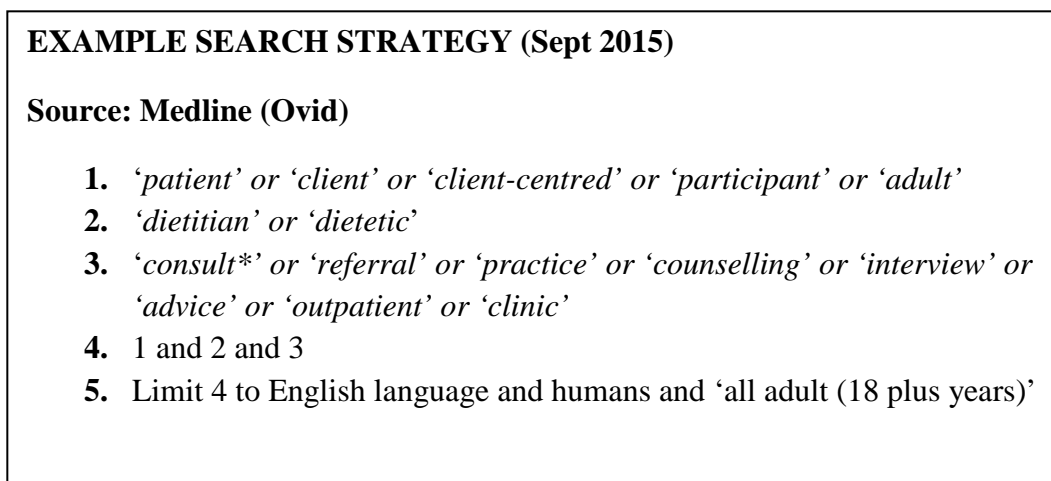 EXAMPLE SEARCH STRATEGY (Sept 2015)
Source: Medline (Ovid)
1. ‘patient’ or ‘client’ or ‘client-centred’ or ‘participant’ or ‘adult’
2. ‘dietitian’ or ‘dietetic’
3. ‘consult*’ or ‘referral’ or ‘practice’ or ‘counselling’ or ‘interview’ or
‘advice’ or ‘outpatient’ or ‘clinic’
4. 1 and 2 and 3
5. Limit 4 to English language and humans and ‘all adult (18 plus years)’